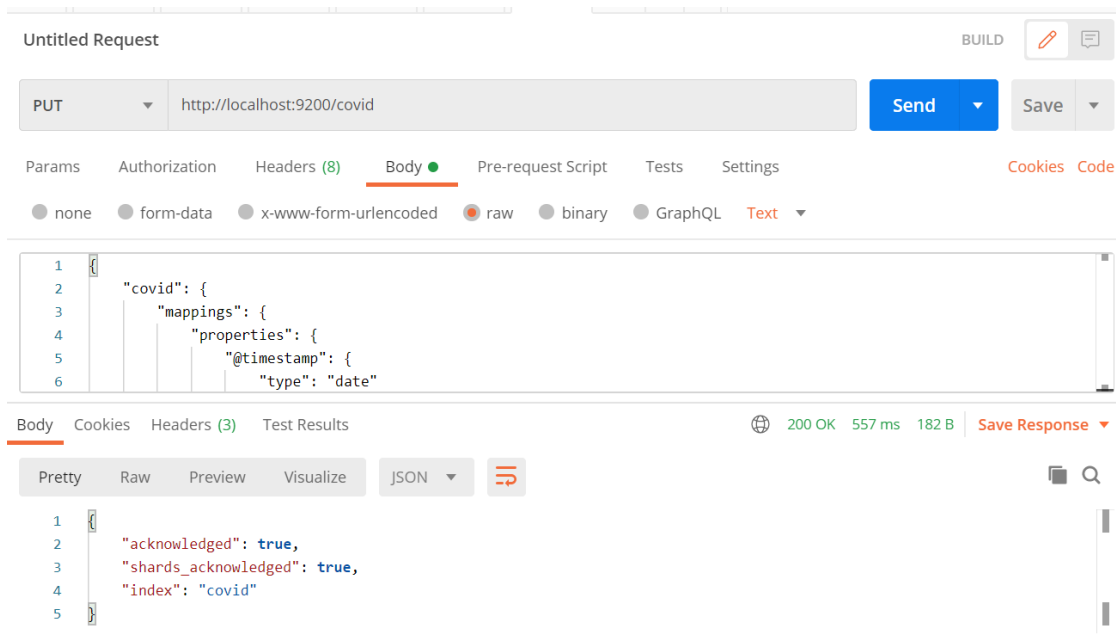 Untitled Request BUILD
PUT http://localhost:9200/covid Send Save
Params Authorization Headers (8) Body Pre-request Script Tests Settings Cookies Code
none form-data x-www-form-urlencoded raw binary GraphQL Text
1 {
2 "covid": {
3 "mappings": {
4 "properties": {
5 "@timestamp": {
6 "type": "date"
Body Cookies Headers (3) Test Results 200 OK 557 ms 182 B Save Response
Pretty Raw Preview Visualize JSON
1 {
2 "acknowledged": true,
3 "shards_acknowledged": true,
4 "index": "covid"
5 }